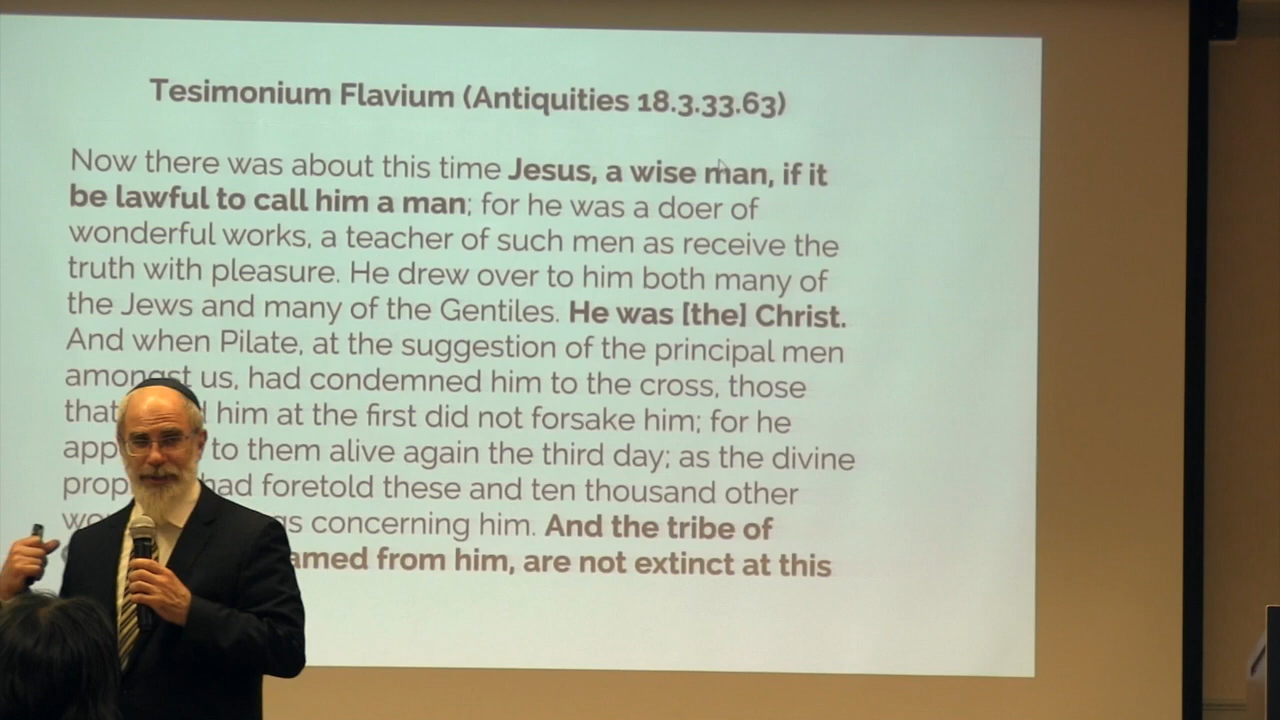 Tesimonium Flavium (Antiquities 18.3.33.63)
Now there was about this time Jesus, a wise man, if it
be lawful to call him a man; for he was a doer of
wonderful works, a teacher of such men as receive the
truth with pleasure. He drew over to him both many of
the Jews and many of the Gentiles. He was [the] Christ.
And when Pilate, at the suggestion of the principal men
amongst us, had condemned him to the cross, those
that him at the first did not forsake him; for he
to them alive again the third day; as the divine
had foretold these and ten thousand other
concerning him. And the tribe of
from him, are not extinct at this